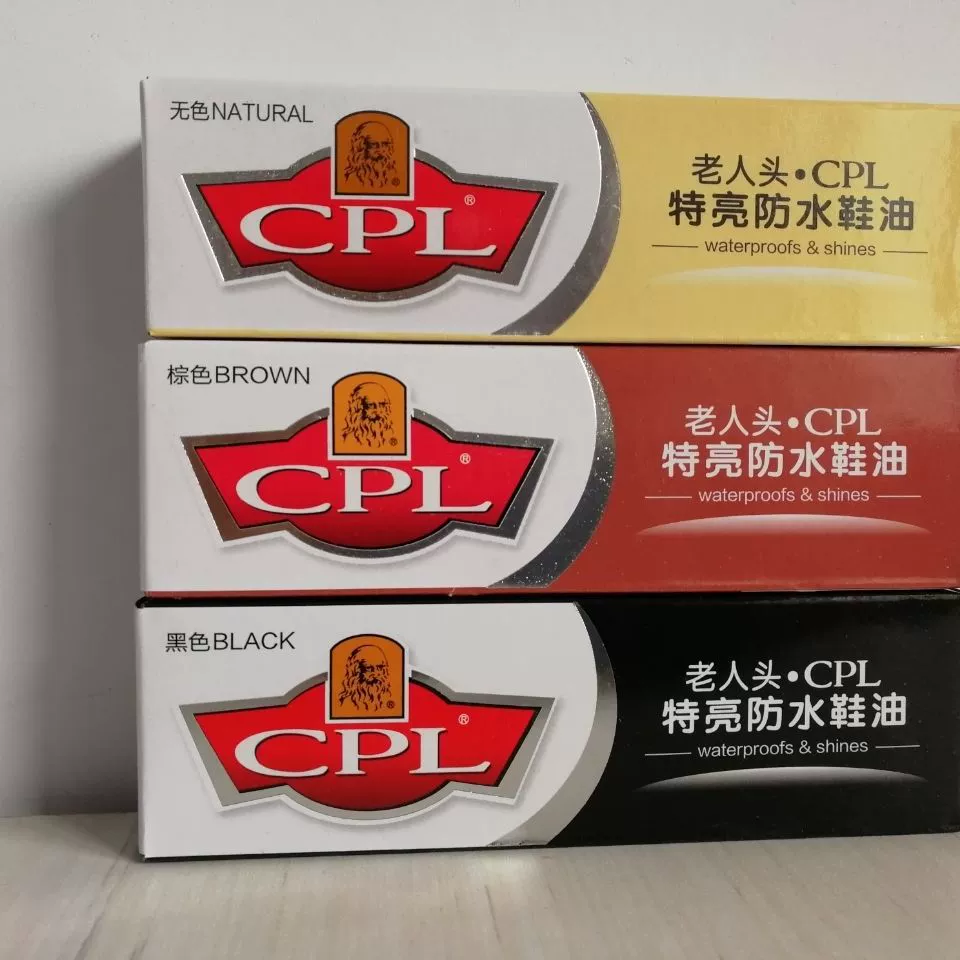 无色NATURAL
CPL®
老人头•CPL
特亮防水鞋油
waterproofs & shines
棕色BROWN
CPL®
老人头•CPL
特亮防水鞋油
waterproofs & shines
黑色BLACK
CPL®
老人头•CPL
特亮防水鞋油
waterproofs & shines